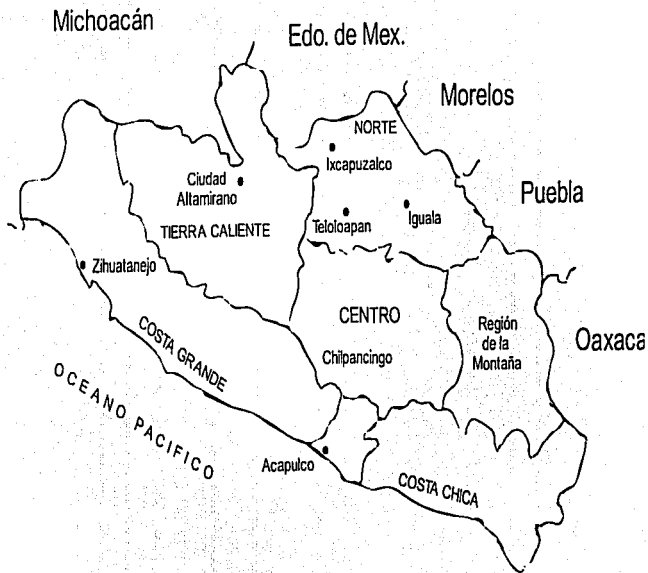 Michoacán
Edo. de Mex.
Morelos
NORTE
Ixcapuzalco
Ciudad
Altamirano
Puebla
Teloloapan
Iguala
TIERRA CALIENTE
Zihuatanejo
CENTRO
Región
de la
Montaña
Oaxaca
COSTA GRANDE
Chilpancingo
OCEANO PACIFICO
Acapulco
COSTA CHICA